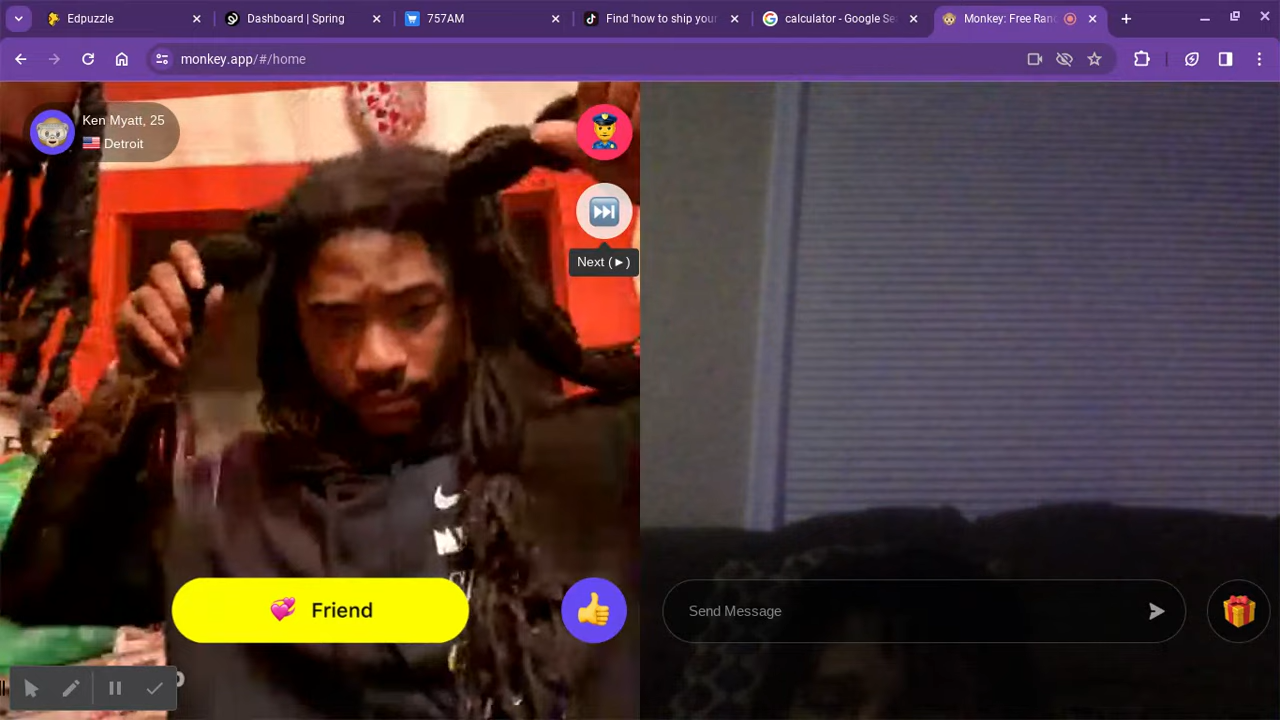 Edpuzzle
Dashboard | Spring
757AM
Find 'how to ship your
calculator - Google Se
Monkey: Free Ran
monkey.app/#/home
Ken Myatt, 25
Detroit
Next (►)
Friend
Send Message